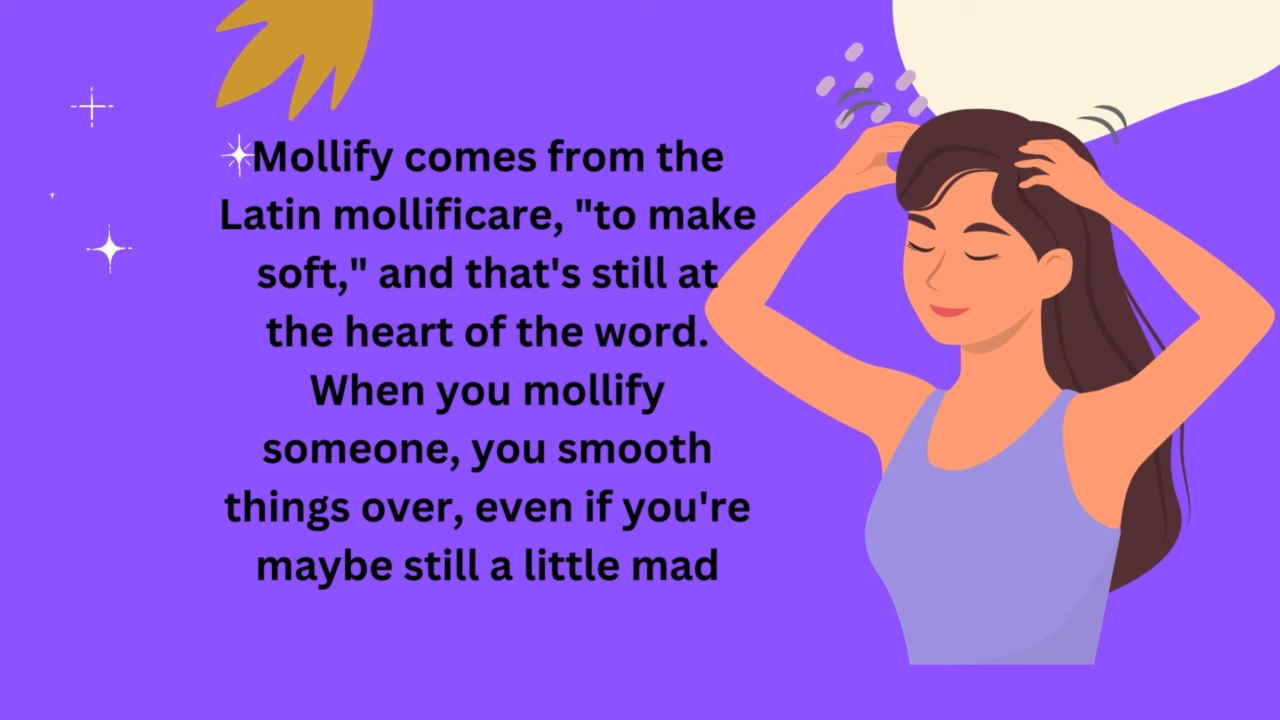 Mollify comes from the
Latin mollificare, "to make
soft," and that's still at
the heart of the word.
When you mollify
someone, you smooth
things over, even if you're
maybe still a little mad